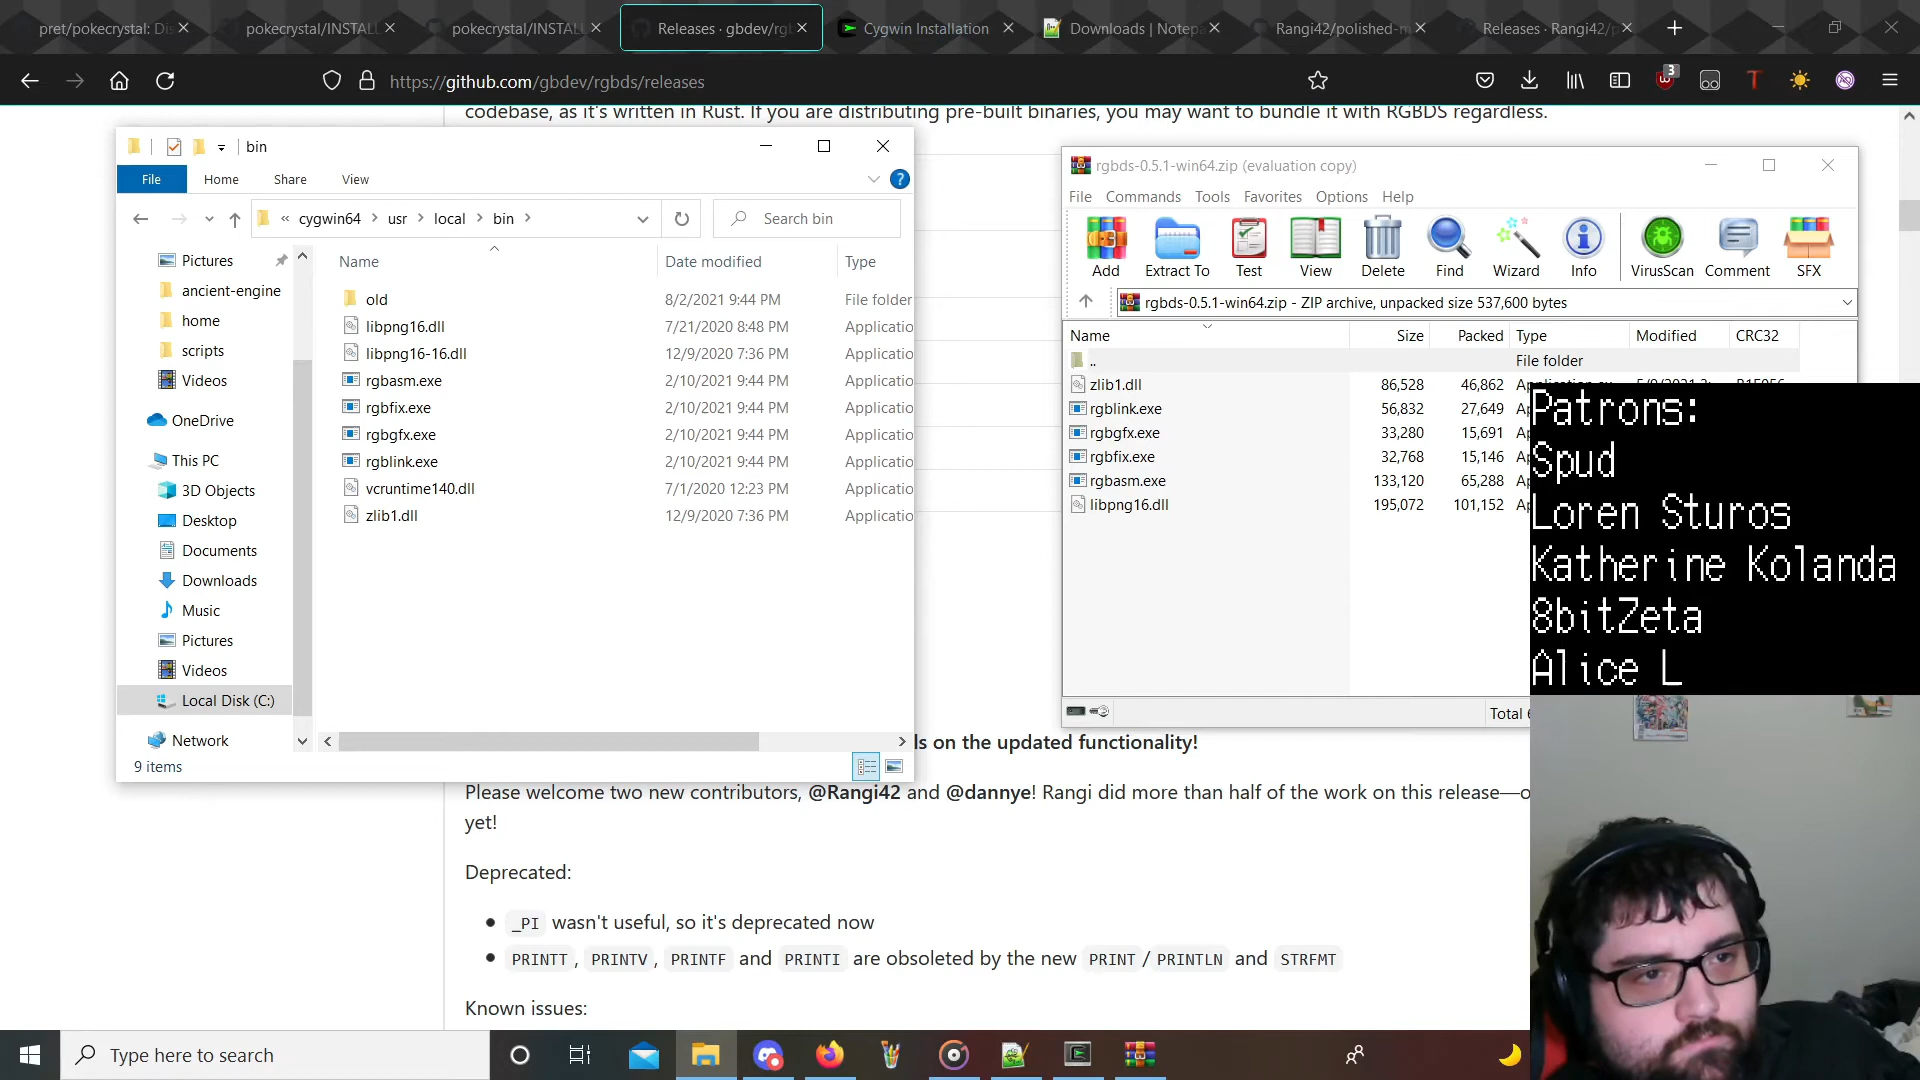 pret/pokecrystal: Di
pokecrystal/INSTALL
pokecrystal/INSTALL
Releases · gbdev/rgb
Cygwin Installation
Downloads | Notepa
Rangi42/polished-m
Releases · Rangi42/p
https://github.com/gbdev/rgbds/releases
3
codebase, as it's written in Rust. If you are distributing pre-built binaries, you may want to bundle it with RGBDS regardless.
bin
File
Home
Share
View
?
« cygwin64 > usr > local > bin >
Search bin
Pictures
ancient-engine
home
scripts
Videos
OneDrive
This PC
3D Objects
Desktop
Documents
Downloads
Music
Pictures
Videos
Local Disk (C:)
Network
Name Date modified Type
old 8/2/2021 9:44 PM File folder
libpng16.dll 7/21/2020 8:48 PM Applicatio
libpng16-16.dll 12/9/2020 7:36 PM Applicatio
rgbasm.exe 2/10/2021 9:44 PM Applicatio
rgbfix.exe 2/10/2021 9:44 PM Applicatio
rgbgfx.exe 2/10/2021 9:44 PM Applicatio
rgblink.exe 2/10/2021 9:44 PM Applicatio
vcruntime140.dll 7/1/2020 12:23 PM Applicatio
zlib1.dll 12/9/2020 7:36 PM Applicatio
9 items
rgbds-0.5.1-win64.zip (evaluation copy)
File Commands Tools Favorites Options Help
Add
Extract To
Test
View
Delete
Find
Wizard
Info
VirusScan
Comment
SFX
rgbds-0.5.1-win64.zip - ZIP archive, unpacked size 537,600 bytes
Name Size Packed Type Modified CRC32
.. File folder
zlib1.dll 86,528 46,862
rgblink.exe 56,832 27,649 Ap
rgbgfx.exe 33,280 15,691 Ap
rgbfix.exe 32,768 15,146 Ap
rgbasm.exe 133,120 65,288 Ap
libpng16.dll 195,072 101,152 Ap
Total 6
Patrons:
Spud
Loren Sturos
Katherine Kolanda
8bitZeta
Alice L
ls on the updated functionality!
Please welcome two new contributors, @Rangi42 and @dannye! Rangi did more than half of the work on this release—o
yet!
Deprecated:
• _PI wasn't useful, so it's deprecated now
• PRINTT, PRINTV, PRINTF and PRINTI are obsoleted by the new PRINT/PRINTLN and STRFMT
Known issues:
Type here to search